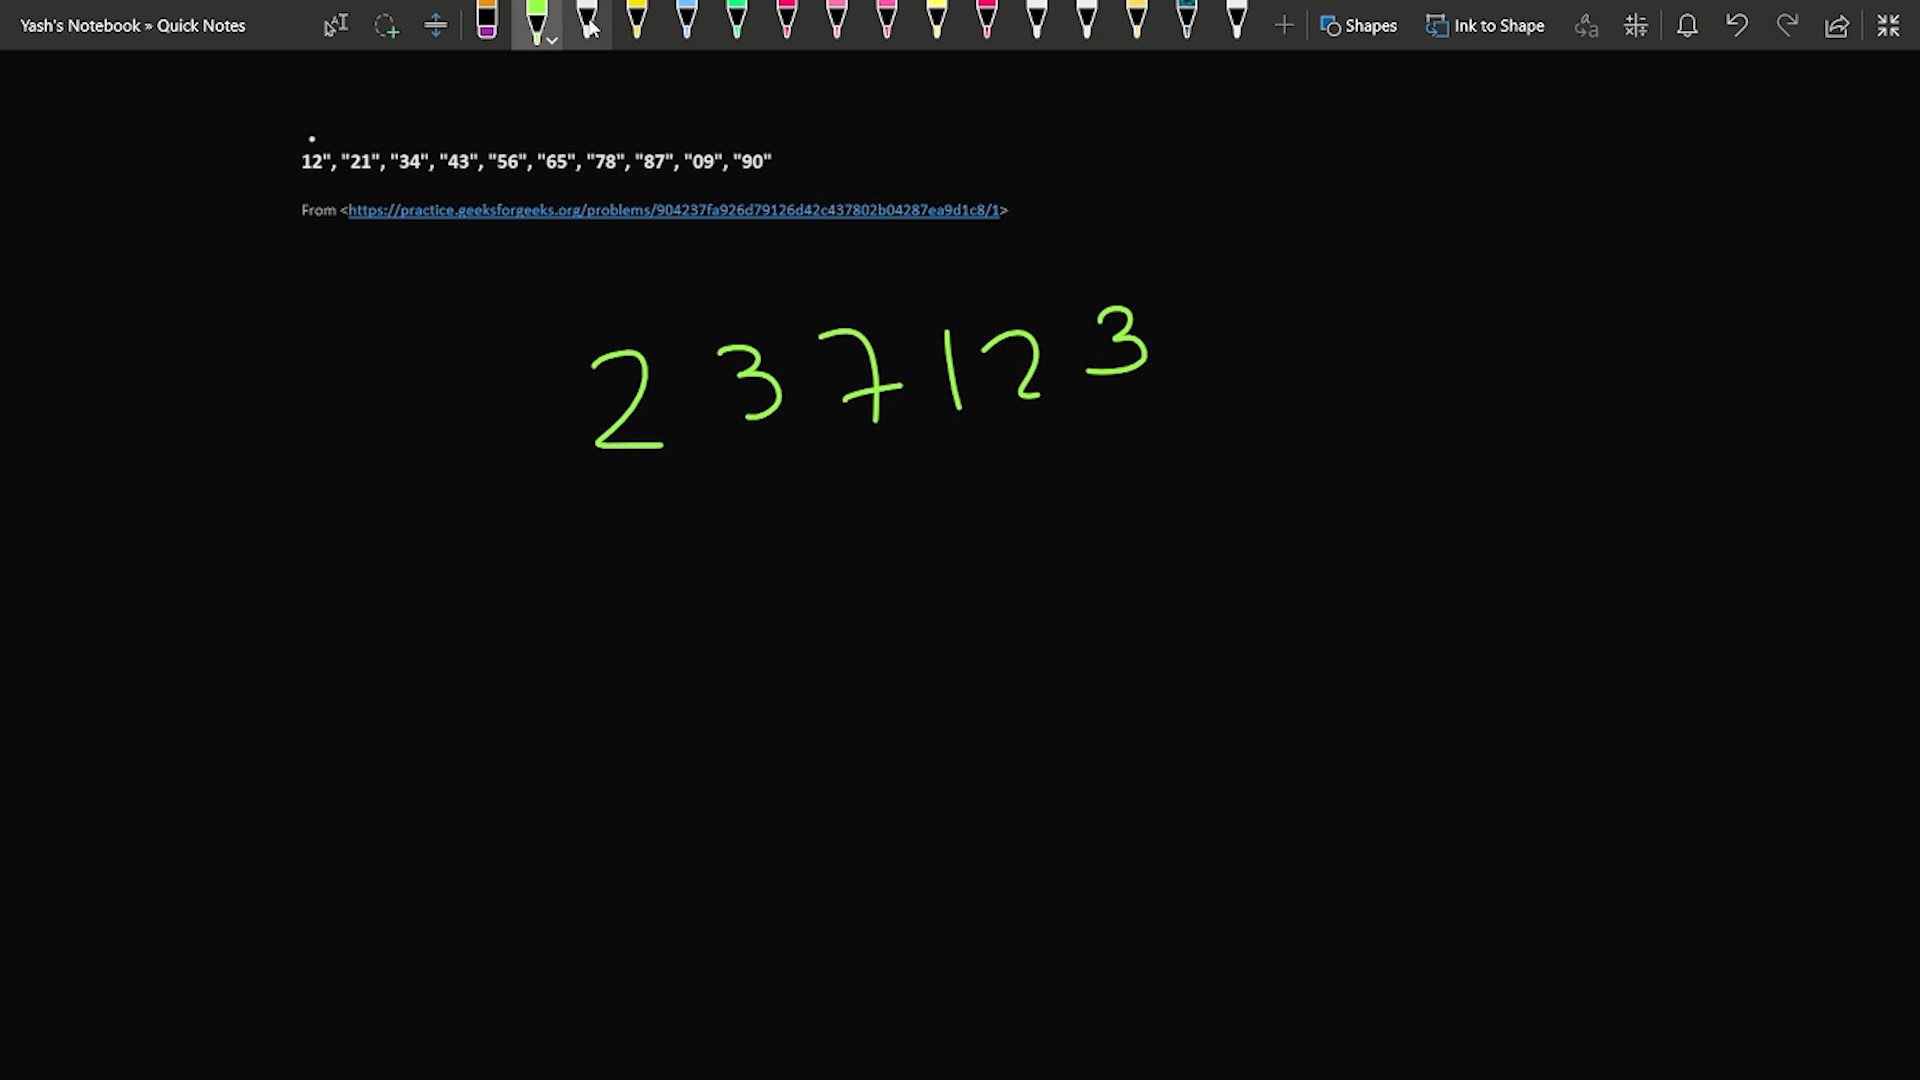 Yash's Notebook » Quick Notes
Shapes
Ink to Shape
12", "21", "34", "43", "56", "65", "78", "87", "09", "90"
From <https://practice.geeksforgeeks.org/problems/904237fa926d79126d42c437802b04287ea9d1c8/1>
2 3 7 1 2 3